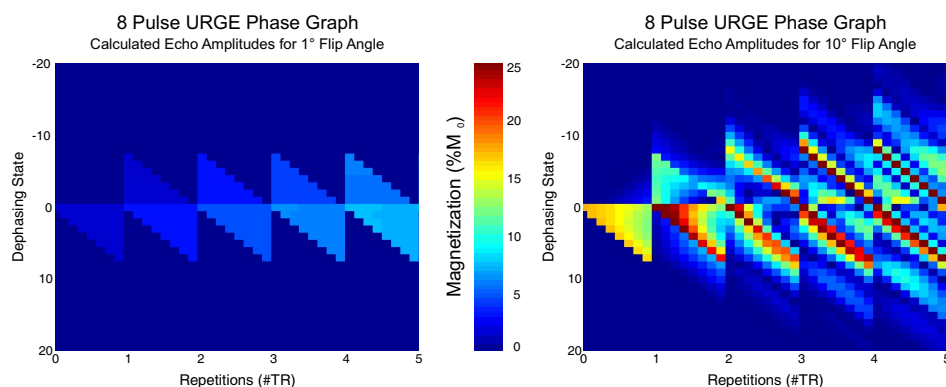 8 Pulse URGE Phase Graph
Calculated Echo Amplitudes for 1° Flip Angle
-20
-10
0
10
20
Dephasing State
0 1 2 3 4 5
Repetitions (#TR)
25
20
15
10
5
0
Magnetization (%M₀)
8 Pulse URGE Phase Graph
Calculated Echo Amplitudes for 10° Flip Angle
-20
-10
0
10
20
Dephasing State
0 1 2 3 4 5
Repetitions (#TR)